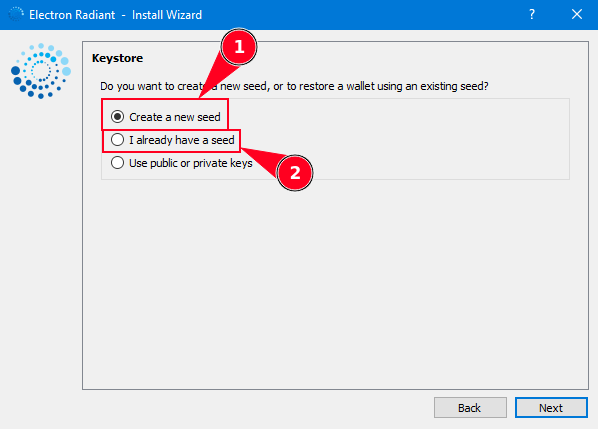 Electron Radiant - Install Wizard
?
1
Keystore
Do you want to create a new seed, or to restore a wallet using an existing seed?
Create a new seed
I already have a seed
2
Use public or private keys
Back
Next